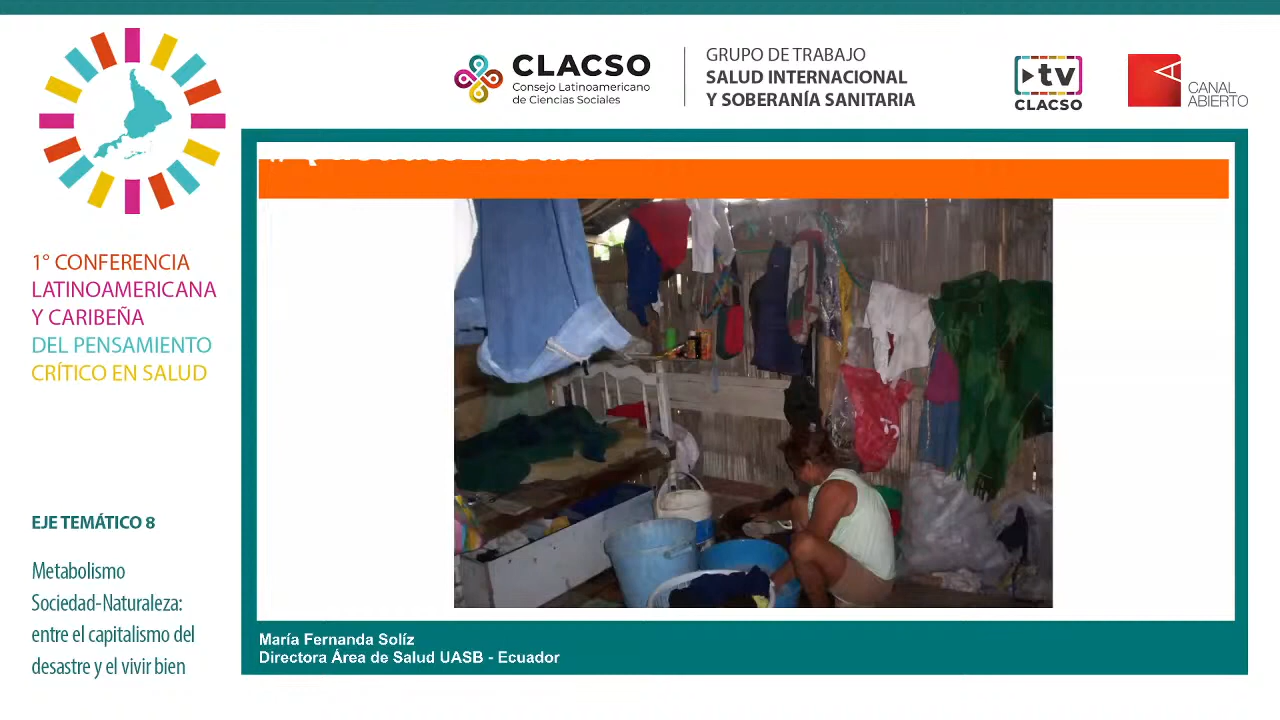 CLACSO
Consejo Latinoamericano
de Ciencias Sociales
GRUPO DE TRABAJO
SALUD INTERNACIONAL
Y SOBERANÍA SANITARIA
tv
CLACSO
CANAL
ABIERTO
1° CONFERENCIA
LATINOAMERICANA
Y CARIBEÑA
DEL PENSAMIENTO
CRÍTICO EN SALUD
EJE TEMÁTICO 8
Metabolismo
Sociedad-Naturaleza:
entre el capitalismo del
desastre y el vivir bien
María Fernanda Solíz
Directora Área de Salud UASB - Ecuador